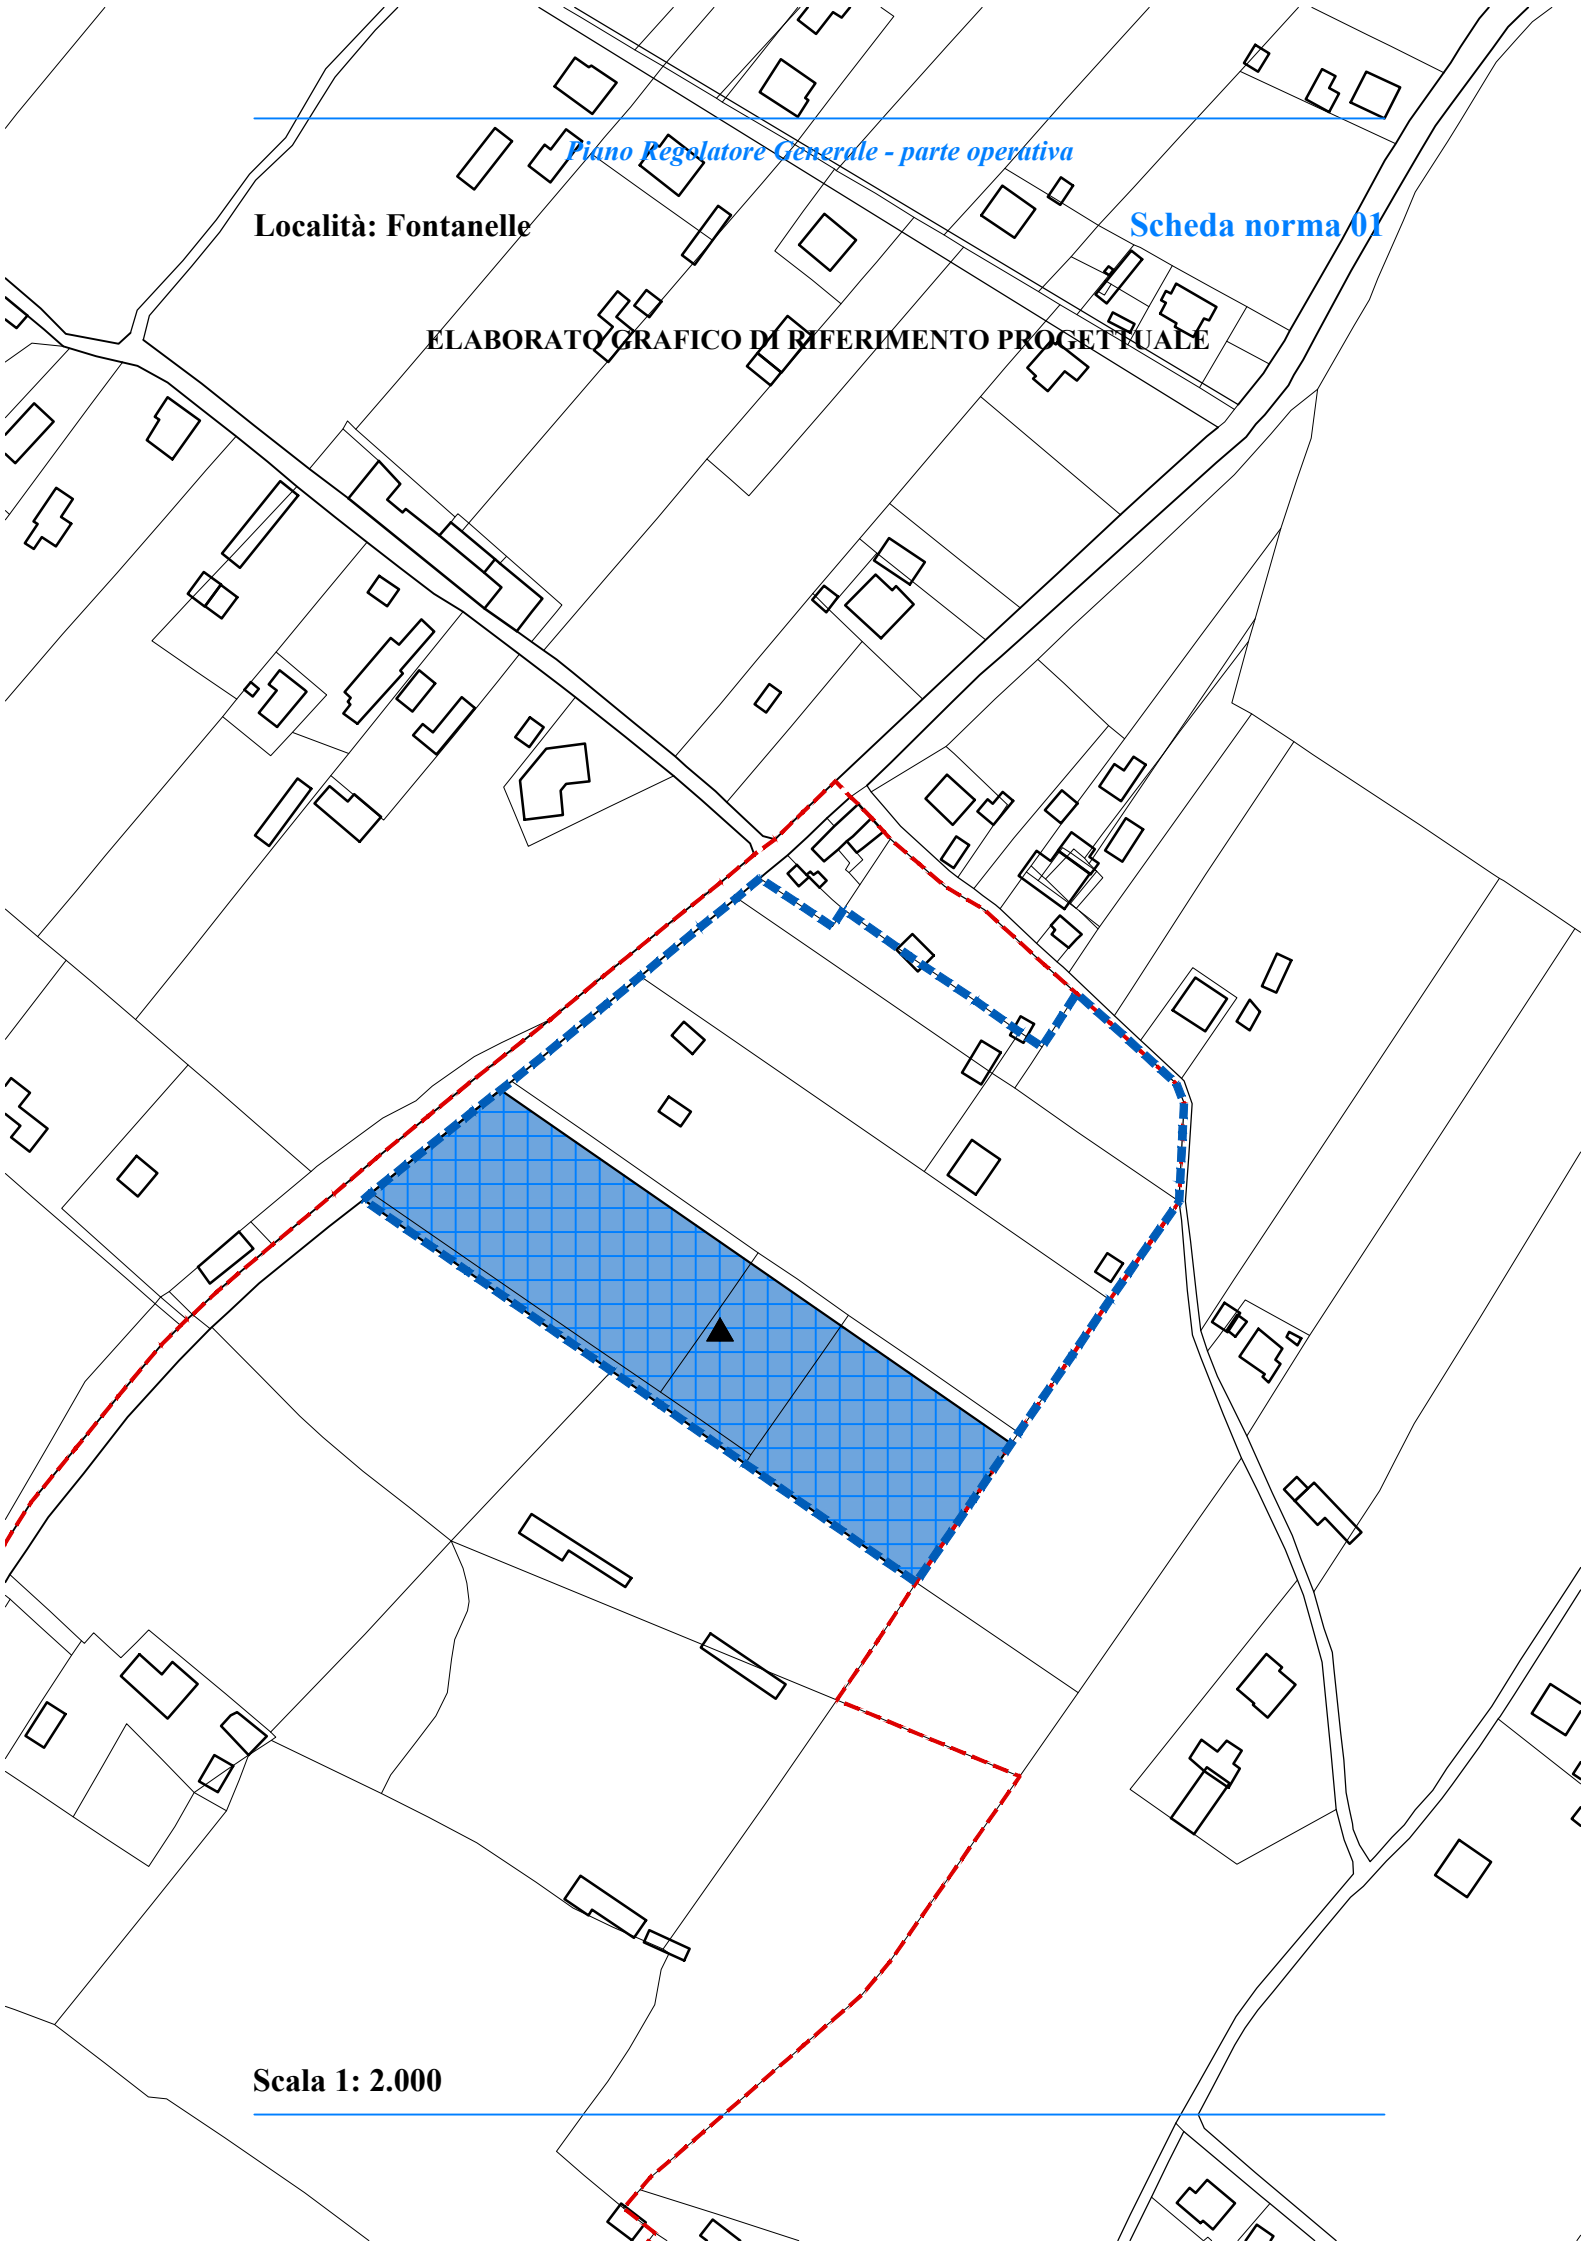 Piano Regolatore Generale - parte operativa
Località: Fontanelle
Scheda norma 01
ELABORATO GRAFICO DI RIFERIMENTO PROGETTUALE
Scala 1: 2.000